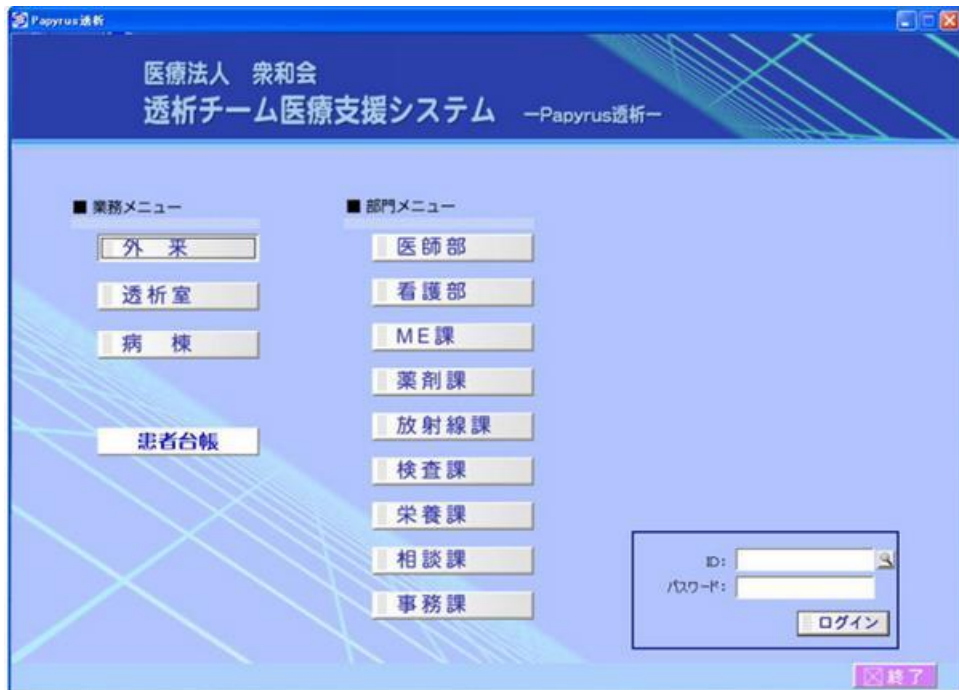 Papyrus透析
医療法人　衆和会
透析チーム医療支援システム　－Papyrus透析－
■ 業務メニュー
外　来
透析室
病　棟
患者台帳
■ 部門メニュー
医師部
看護部
ME課
薬剤課
放射線課
検査課
栄養課
相談課
事務課
ID:
パスワード:
ログイン
終了